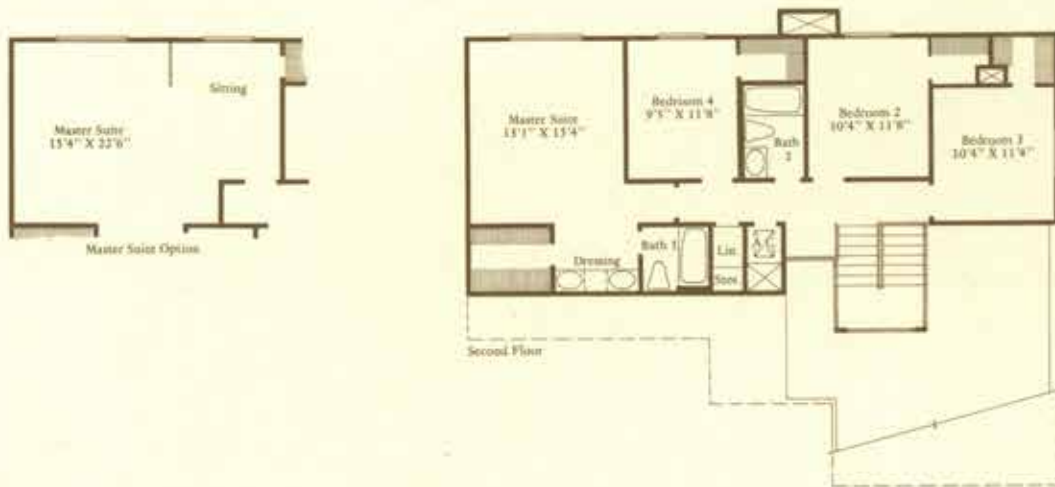 Sitting
Master Suite
15'4" X 22'6"
Master Suite Option
Master Suite
13'1" X 15'4"
Bedroom 4
9'5" X 11'8"
Bath
2
Bedroom 2
10'4" X 11'8"
Bedroom 3
10'4" X 11'4"
Dressing
Bath 1
Lin.
Stor.
A/C
Second Floor